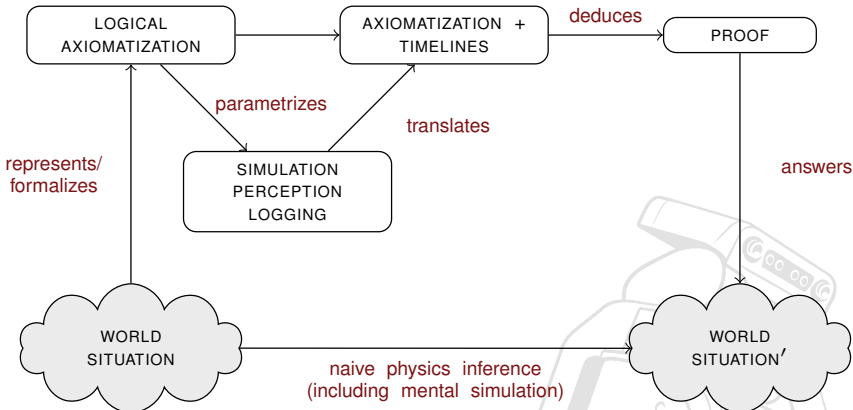 LOGICAL
AXIOMATIZATION
AXIOMATIZATION +
TIMELINES
deduces
PROOF
parametrizes
translates
represents/
formalizes
SIMULATION
PERCEPTION
LOGGING
answers
WORLD
SITUATION
naive physics inference
(including mental simulation)
WORLD
SITUATION′